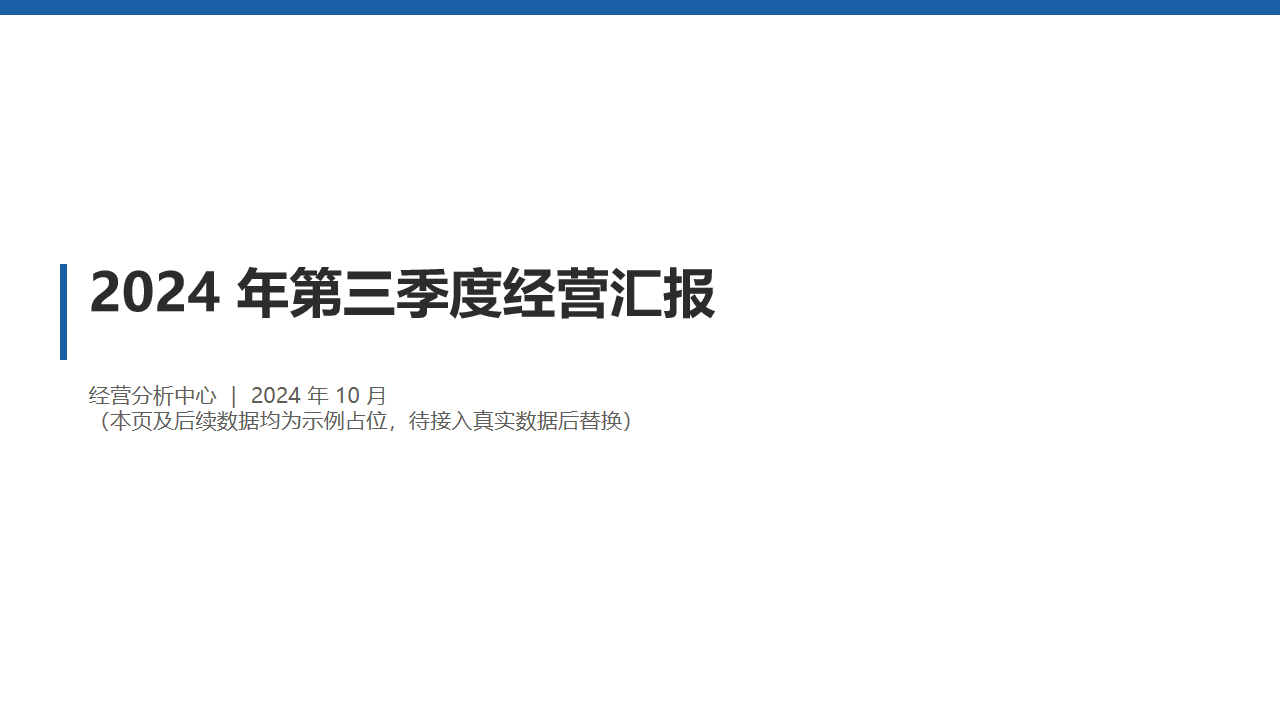 2024 年第三季度经营汇报
经营分析中心 ｜ 2024 年 10 月
（本页及后续数据均为示例占位，待接入真实数据后替换）